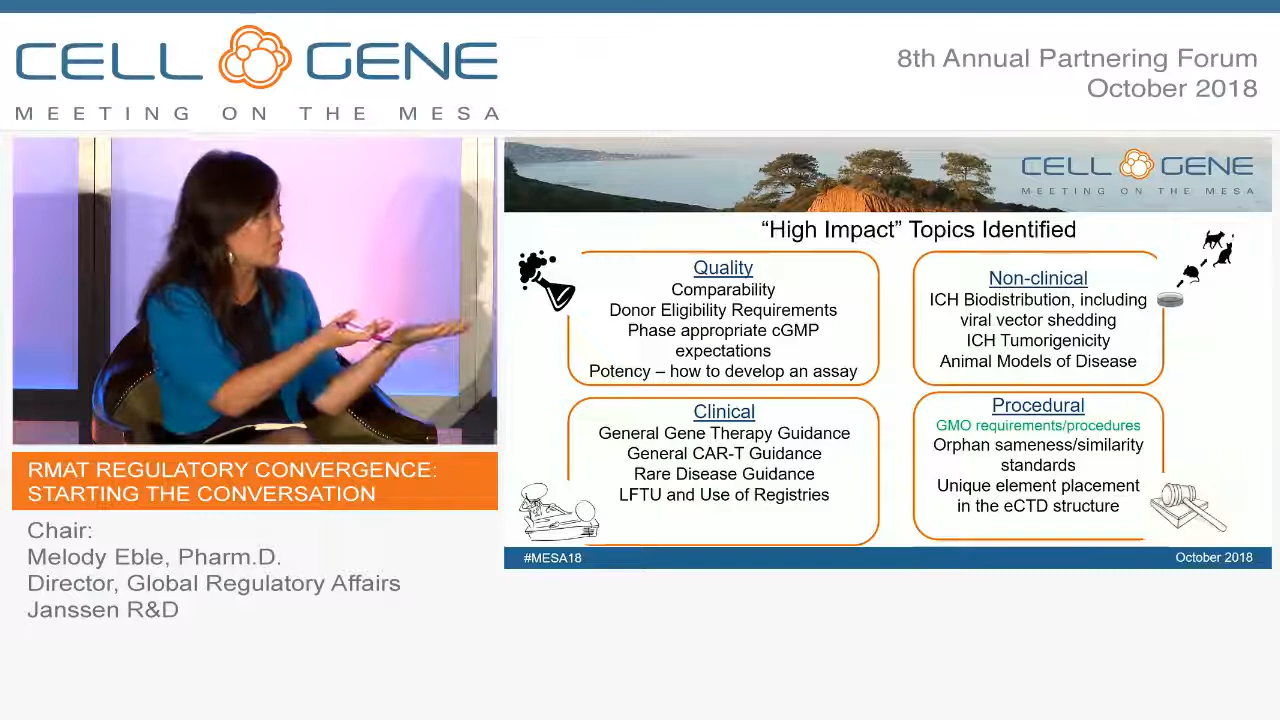 CELL GENE
MEETING ON THE MESA
8th Annual Partnering Forum
October 2018
CELL GENE
MEETING ON THE MESA
“High Impact” Topics Identified
Quality
Comparability
Donor Eligibility Requirements
Phase appropriate cGMP
expectations
Potency – how to develop an assay
Non-clinical
ICH Biodistribution, including
viral vector shedding
ICH Tumorigenicity
Animal Models of Disease
Clinical
General Gene Therapy Guidance
General CAR-T Guidance
Rare Disease Guidance
LFTU and Use of Registries
Procedural
GMO requirements/procedures
Orphan sameness/similarity
standards
Unique element placement
in the eCTD structure
#MESA18
October 2018
RMAT REGULATORY CONVERGENCE:
STARTING THE CONVERSATION
Chair:
Melody Eble, Pharm.D.
Director, Global Regulatory Affairs
Janssen R&D